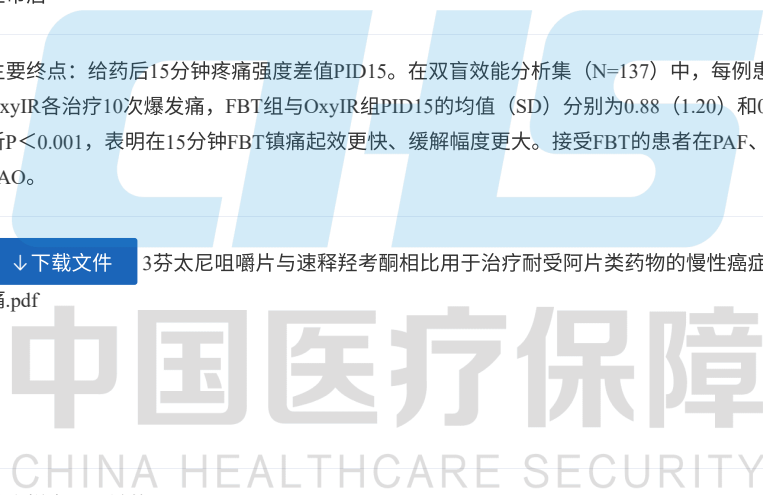 主要终点：给药后15分钟疼痛强度差值PID15。在双盲效能分析集（N=137）中，每例患
OxyIR各治疗10次爆发痛，FBT组与OxyIR组PID15的均值（SD）分别为0.88（1.20）和0
析P＜0.001，表明在15分钟FBT镇痛起效更快、缓解幅度更大。接受FBT的患者在PAF、
AO。
↓下载文件 3芬太尼咀嚼片与速释羟考酮相比用于治疗耐受阿片类药物的慢性癌症
痛.pdf
CHS
中国医疗保障
CHINA HEALTHCARE SECURITY